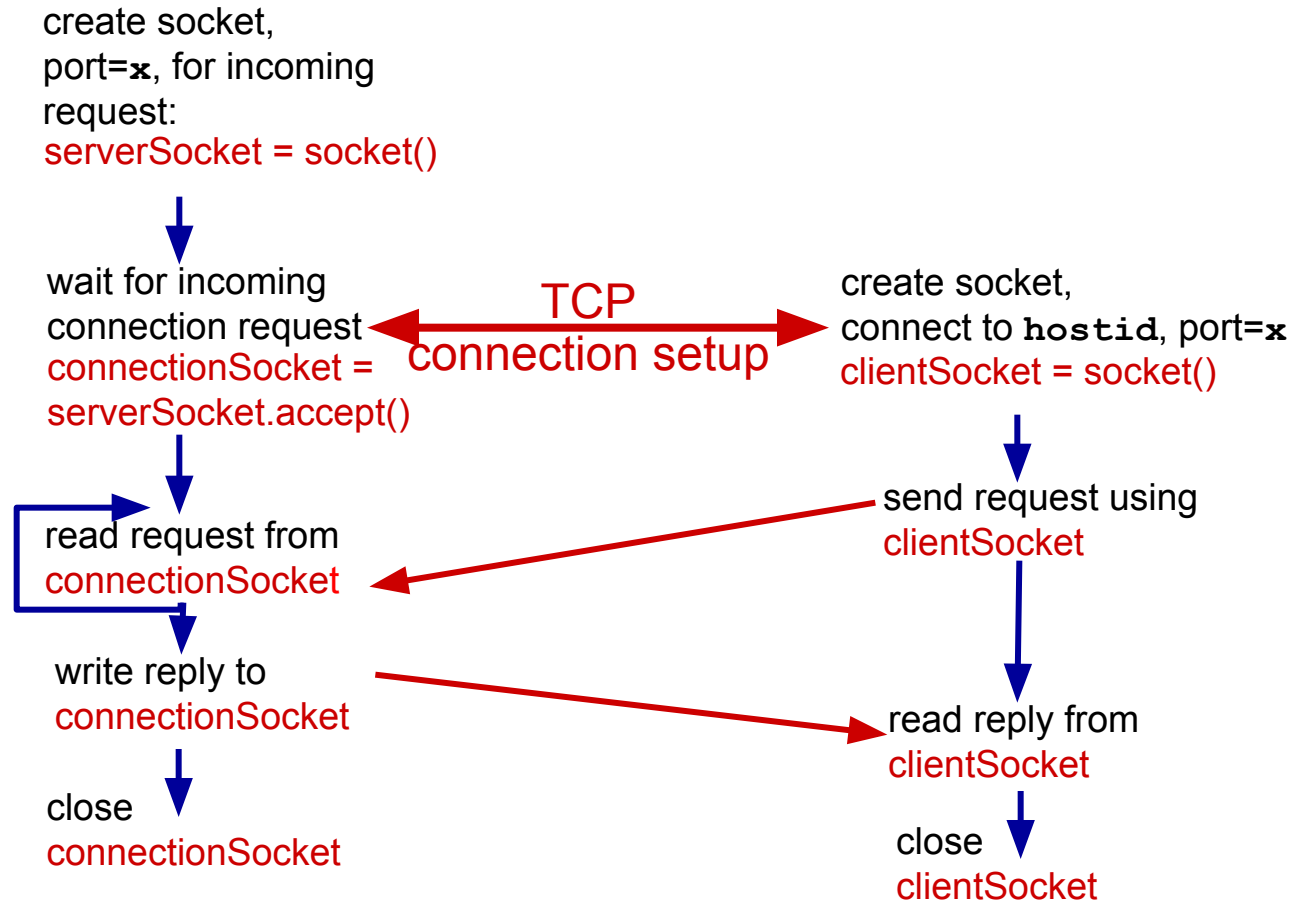 create socket,
port=x, for incoming
request:
serverSocket = socket()
wait for incoming
connection request
connectionSocket =
serverSocket.accept()
TCP
connection setup
create socket,
connect to hostid, port=x
clientSocket = socket()
read request from
connectionSocket
send request using
clientSocket
write reply to
connectionSocket
read reply from
clientSocket
close
connectionSocket
close
clientSocket